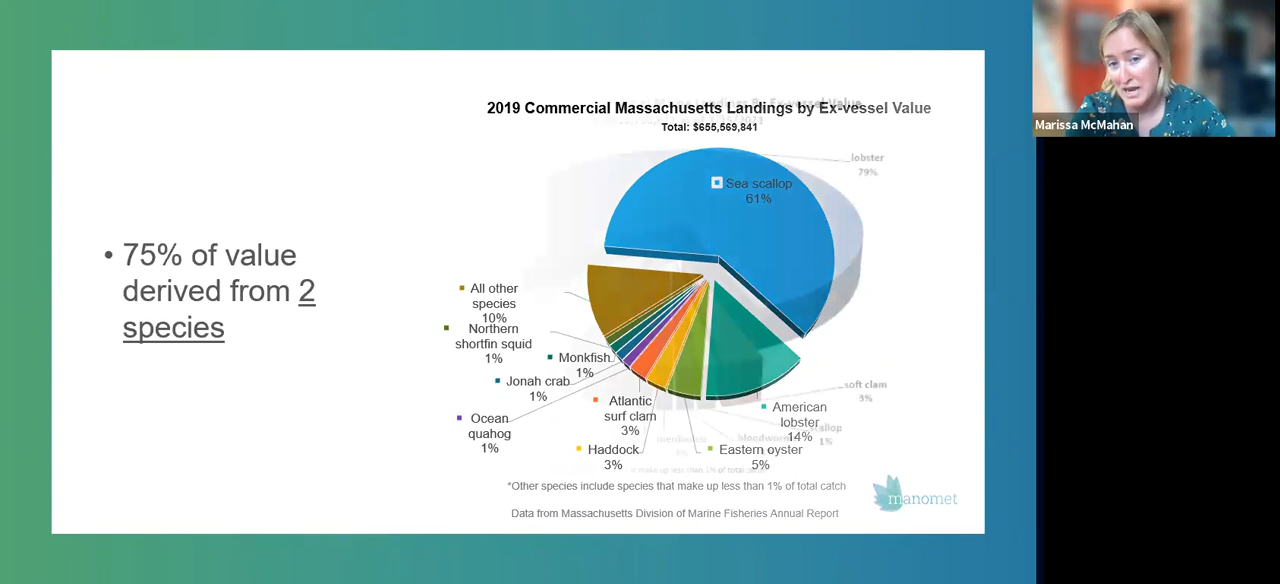 • 75% of value
derived from 2
species
2019 Commercial Massachusetts Landings by Ex-vessel Value
Total: $655,569,841
lobster
79%
Sea scallop
61%
All other
species
10%
Northern
shortfin squid
1%
Monkfish
1%
Jonah crab
1%
Ocean
quahog
1%
Atlantic
surf clam
3%
Haddock
3%
Eastern oyster
5%
American
lobster
14%
soft clam
3%
scallop
1%
menhaden
bloodworm
*Other species include species that make up less than 1% of total catch
Data from Massachusetts Division of Marine Fisheries Annual Report
manomet
Marissa McMahan